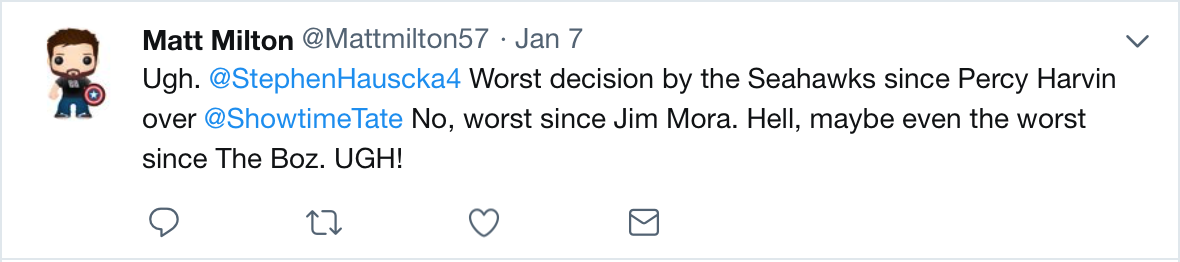 Matt Milton @Mattmilton57 · Jan 7
Ugh. @StephenHauscka4 Worst decision by the Seahawks since Percy Harvin
over @ShowtimeTate No, worst since Jim Mora. Hell, maybe even the worst
since The Boz. UGH!